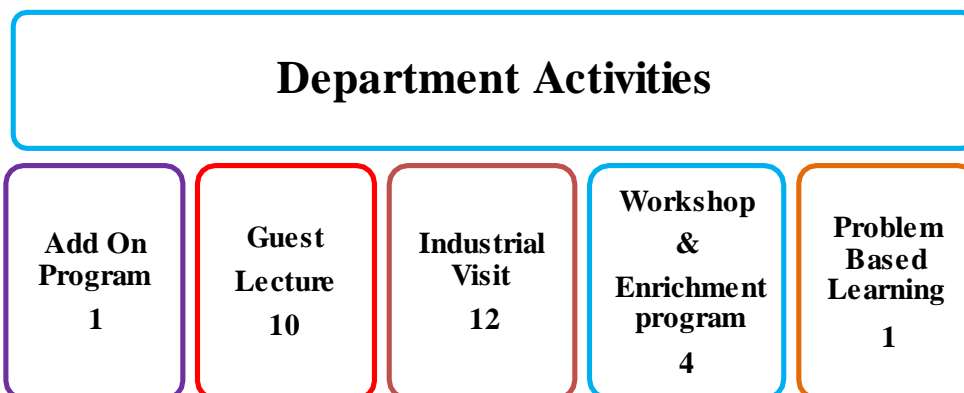 Department Activities
Add On
Program
1
Guest
Lecture
10
Industrial
Visit
12
Workshop
&
Enrichment
program
4
Problem
Based
Learning
1